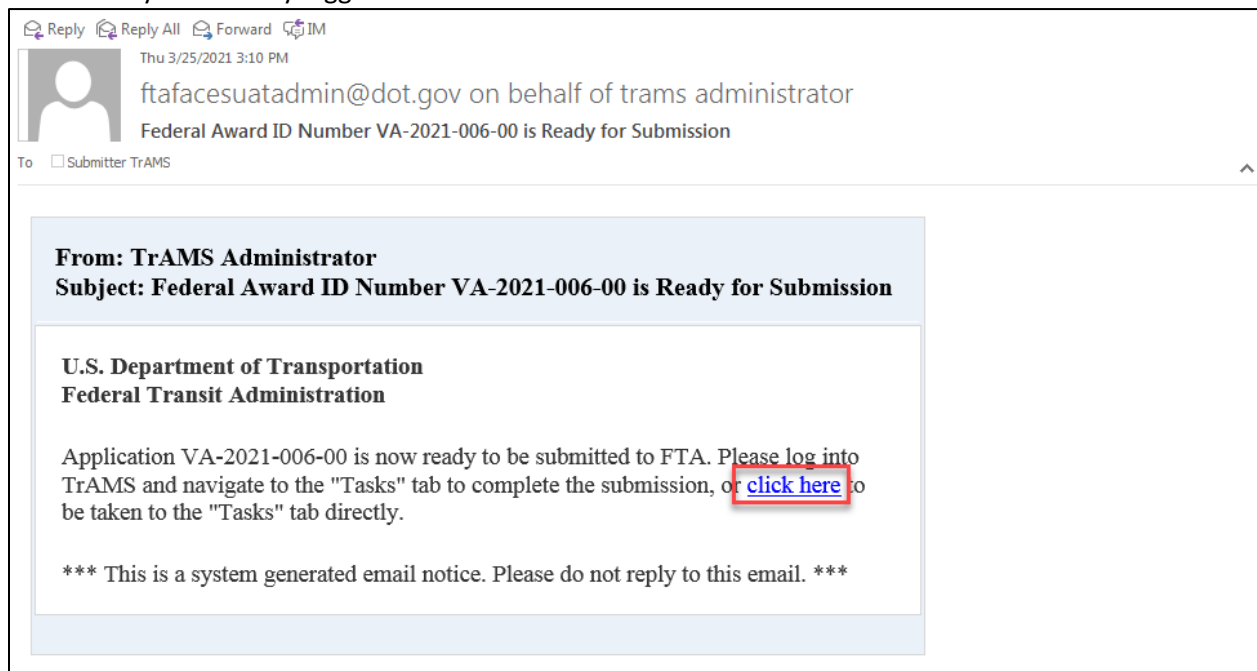 Reply Reply All Forward IM
Thu 3/25/2021 3:10 PM
ftafacesuatadmin@dot.gov on behalf of trams administrator
Federal Award ID Number VA-2021-006-00 is Ready for Submission
To Submitter TrAMS
From: TrAMS Administrator
Subject: Federal Award ID Number VA-2021-006-00 is Ready for Submission
U.S. Department of Transportation
Federal Transit Administration
Application VA-2021-006-00 is now ready to be submitted to FTA. Please log into
TrAMS and navigate to the "Tasks" tab to complete the submission, or click here to
be taken to the "Tasks" tab directly.
*** This is a system generated email notice. Please do not reply to this email. ***